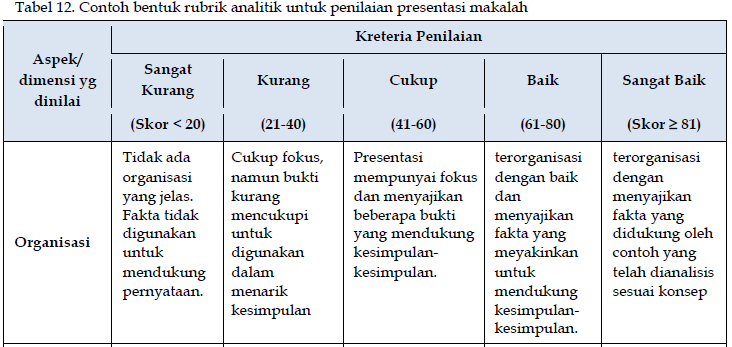 Tabel 12. Contoh bentuk rubrik analitik untuk penilaian presentasi makalah
Aspek/
dimensi yg
dinilai
Kreteria Penilaian
Sangat
Kurang
Kurang
Cukup
Baik
Sangat Baik
(Skor < 20)
(21-40)
(41-60)
(61-80)
(Skor ≥ 81)
Organisasi
Tidak ada
organisasi
yang jelas.
Fakta tidak
digunakan
untuk
mendukung
pernyataan.
Cukup fokus,
namun bukti
kurang
mencukupi
untuk
digunakan
dalam
menarik
kesimpulan
Presentasi
mempunyai fokus
dan menyajikan
beberapa bukti
yang mendukung
kesimpulan-
kesimpulan.
terorganisasi
dengan baik
dan
menyajikan
fakta yang
meyakinkan
untuk
mendukung
kesimpulan-
kesimpulan.
terorganisasi
dengan
menyajikan
fakta yang
didukung oleh
contoh yang
telah dianalisis
sesuai konsep